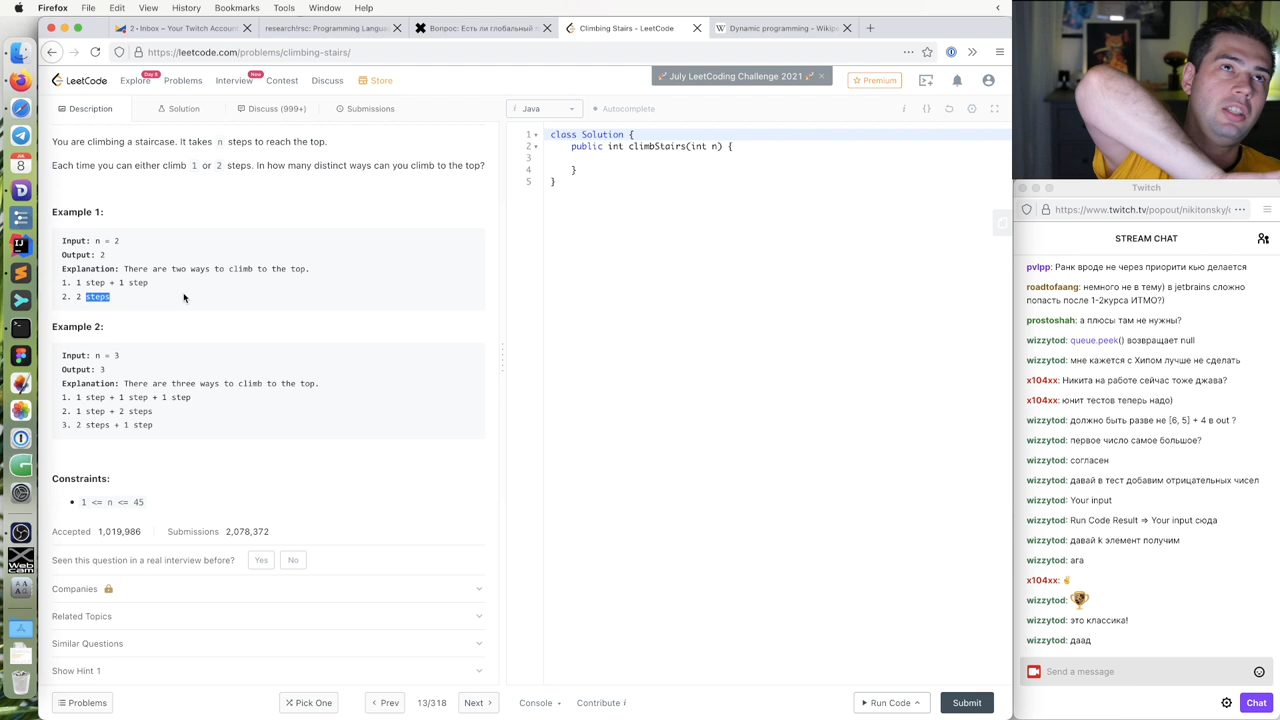 Firefox File Edit View History Bookmarks Tools Window Help
2 · Inbox — Your Twitch Accoun
research!rsc: Programming Langu
Вопрос: Есть ли глобальный
Climbing Stairs - LeetCode
Dynamic programming - Wikipe
https://leetcode.com/problems/climbing-stairs/
LeetCode Explore Day 8 Problems Interview New Contest Discuss Store
July LeetCoding Challenge 2021
Premium
Description Solution Discuss (999+) Submissions
Java Autocomplete
You are climbing a staircase. It takes n steps to reach the top.
Each time you can either climb 1 or 2 steps. In how many distinct ways can you climb to the top?
Example 1:
Input: n = 2
Output: 2
Explanation: There are two ways to climb to the top.
1. 1 step + 1 step
2. 2 steps
Example 2:
Input: n = 3
Output: 3
Explanation: There are three ways to climb to the top.
1. 1 step + 1 step + 1 step
2. 1 step + 2 steps
3. 2 steps + 1 step
Constraints:
• 1 <= n <= 45
Accepted 1,019,986 Submissions 2,078,372
Seen this question in a real interview before? Yes No
Companies
Related Topics
Similar Questions
Show Hint 1
Problems Pick One Prev 13/318 Next
1 class Solution {
2 public int climbStairs(int n) {
3
4 }
5 }
Console Contribute i
Run Code Submit
JUL
8
Twitch
https://www.twitch.tv/popout/nikitonsky/
STREAM CHAT
pvlpp: Ранк вроде не через приорити кью делается
roadtofaang: немного не в тему) в jetbrains сложно
попасть после 1-2курса ИТМО?)
prostoshah: а плюсы там не нужны?
wizzytod: queue.peek() возвращает null
wizzytod: мне кажется с Хипом лучше не сделать
x104xx: Никита на работе сейчас тоже джава?
x104xx: юнит тестов теперь надо)
wizzytod: должно быть разве не [6, 5] + 4 в out ?
wizzytod: первое число самое большое?
wizzytod: согласен
wizzytod: давай в тест добавим отрицательных чисел
wizzytod: Your input
wizzytod: Run Code Result => Your input сюда
wizzytod: давай k элемент получим
wizzytod: ага
x104xx: ✌
wizzytod: 🏆
wizzytod: это классика!
wizzytod: даад
Send a message
Chat